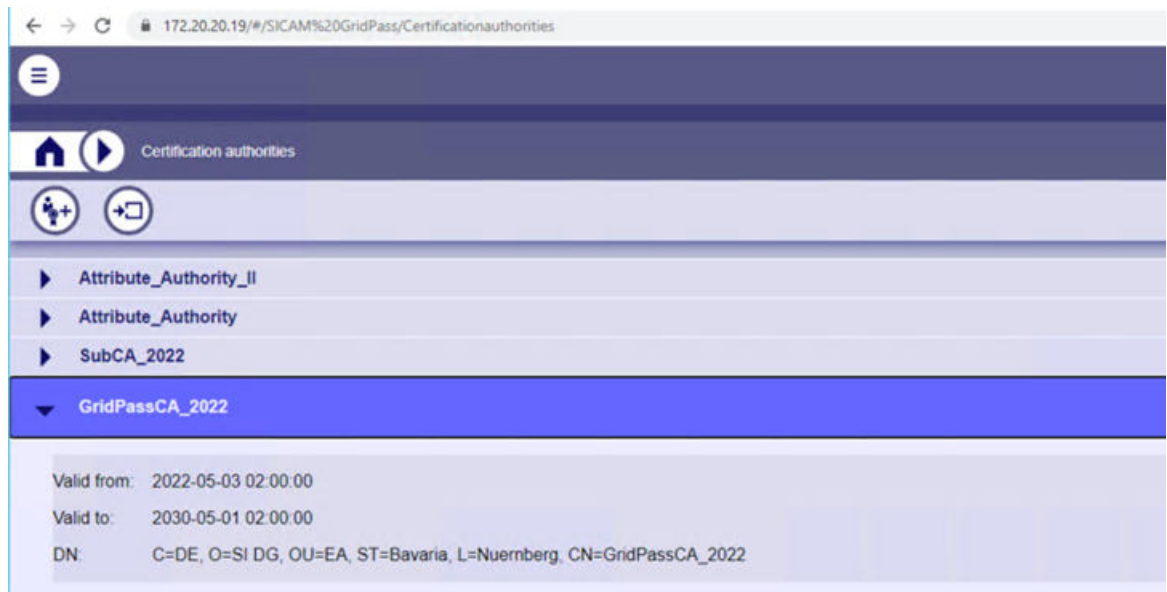 172.20.20.19/#/SICAM%20GridPass/Certificationauthorities
Certification authorities
Attribute_Authority_II
Attribute_Authority
SubCA_2022
GridPassCA_2022
Valid from: 2022-05-03 02:00:00
Valid to: 2030-05-01 02:00:00
DN: C=DE, O=SI DG, OU=EA, ST=Bavaria, L=Nuernberg, CN=GridPassCA_2022